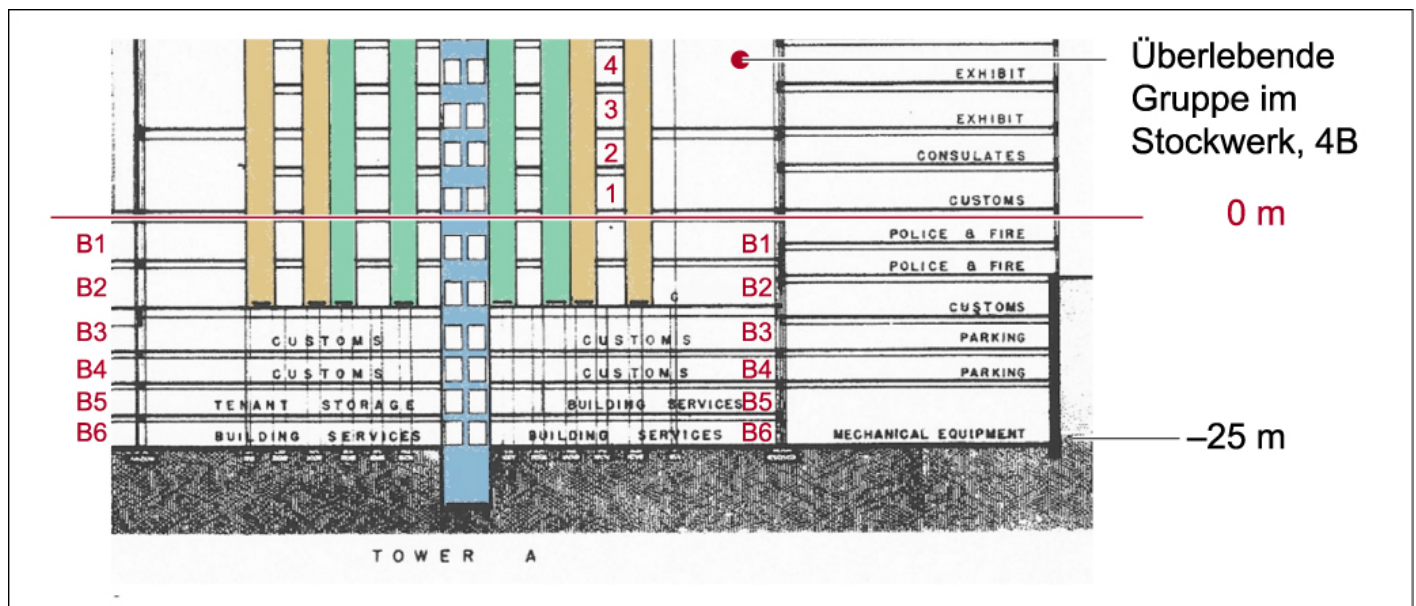 4
EXHIBIT
Überlebende
Gruppe im
Stockwerk, 4B
3
EXHIBIT
2
CONSULATES
1
CUSTOMS
0 m
B1
B1
POLICE & FIRE
POLICE & FIRE
B2
B2
G
CUSTOMS
B3
CUSTOMS
CUSTOMS
B3
PARKING
B4
CUSTOMS
CUSTOMS
B4
PARKING
B5
TENANT STORAGE
BUILDING SERVICES
B5
B6
BUILDING SERVICES
BUILDING SERVICES
B6
MECHANICAL EQUIPMENT
–25 m
TOWER A